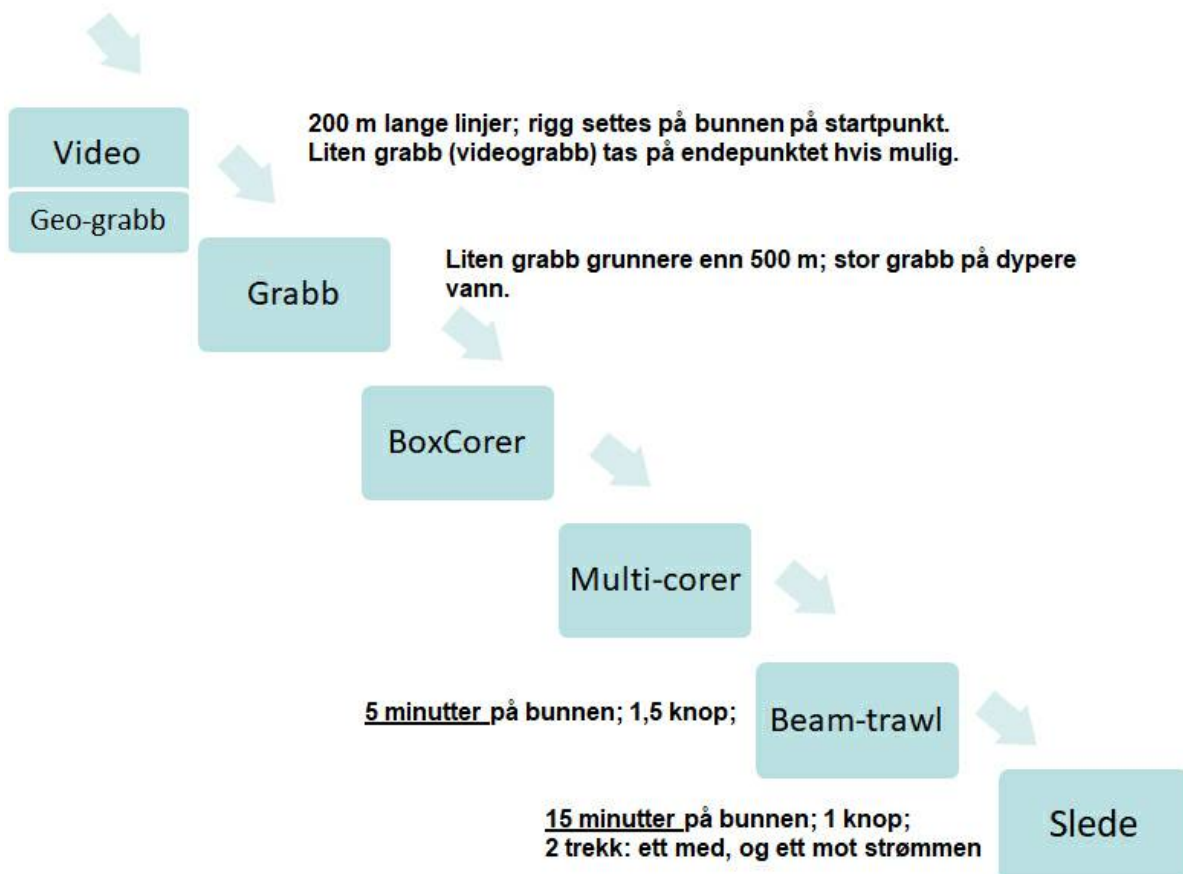 Video
200 m lange linjer; rigg settes på bunnen på startpunkt.
Liten grabb (videograbb) tas på endepunktet hvis mulig.
Geo-grabb
Grabb
Liten grabb grunnere enn 500 m; stor grabb på dypere
vann.
BoxCorer
Multi-corer
5 minutter på bunnen; 1,5 knop;
Beam-trawl
15 minutter på bunnen; 1 knop;
2 trekk: ett med, og ett mot strømmen
Slede